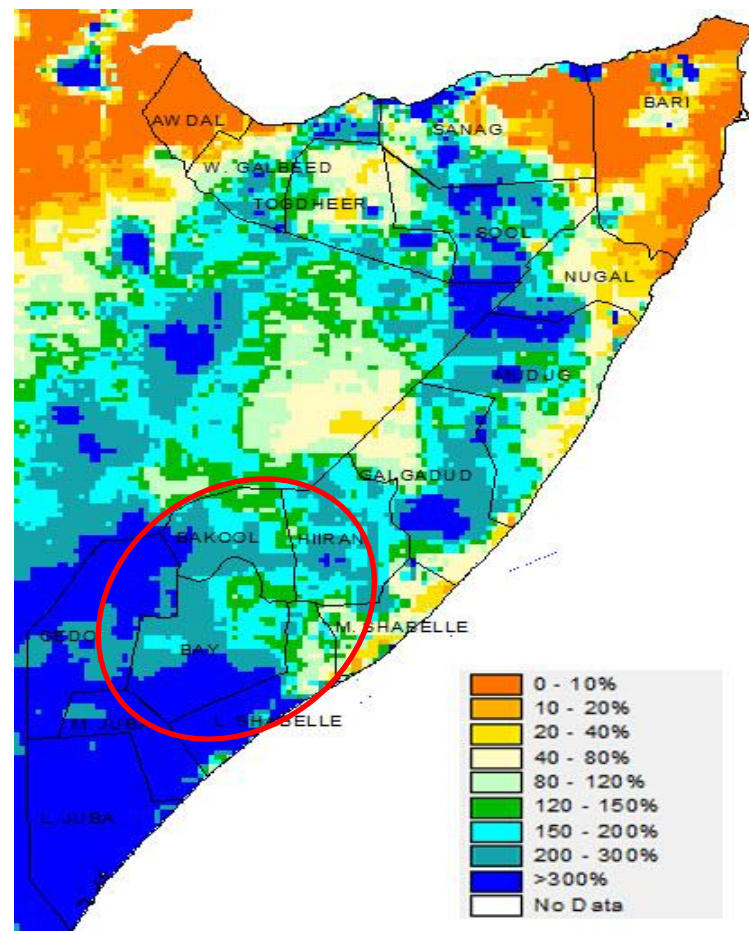 AWDAL
BARI
SANAG
W. GALBEED
TOGDHEER
SOOL
NUGAL
MUDUG
GALGADUD
BAKOOL
HIIRAN
GEDO
BAY
M. SHABELLE
M. JUBA
L. SHABELLE
L. JUBA
0 - 10%
10 - 20%
20 - 40%
40 - 80%
80 - 120%
120 - 150%
150 - 200%
200 - 300%
>300%
No Data